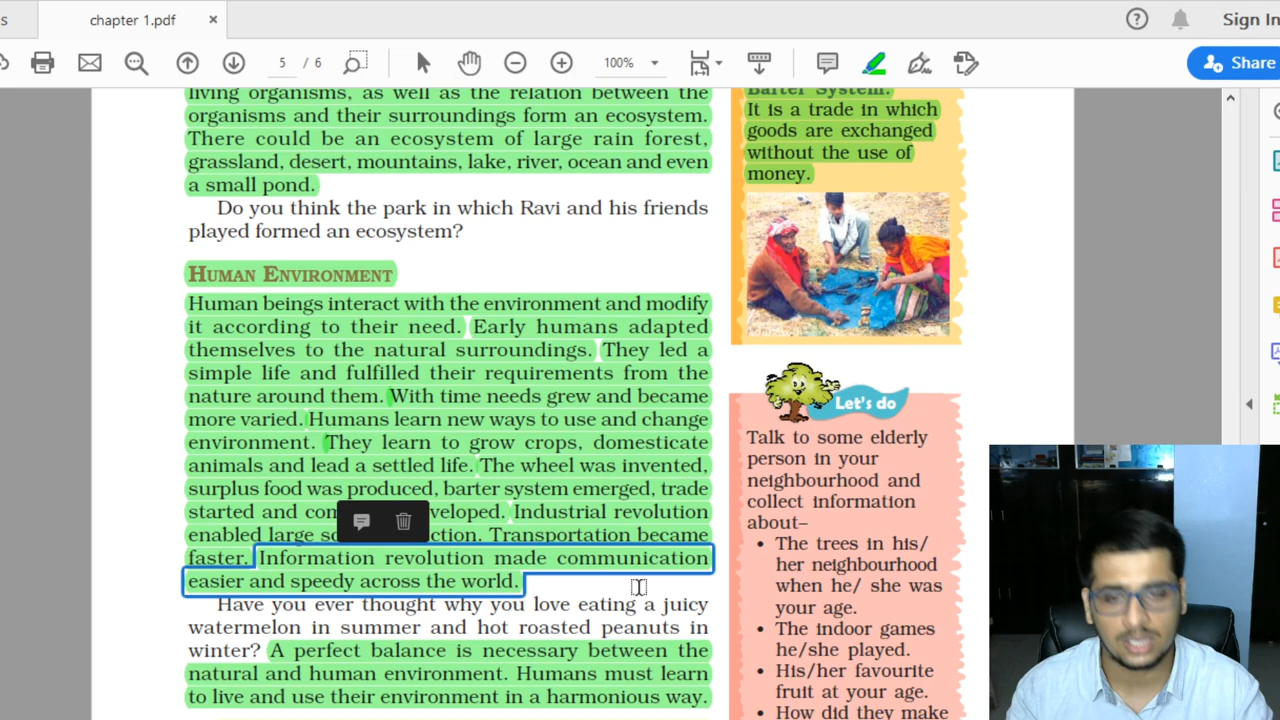 s
chapter 1.pdf
×
Sign In
5 / 6
100%
Share
living organisms, as well as the relation between the
organisms and their surroundings form an ecosystem.
There could be an ecosystem of large rain forest,
grassland, desert, mountains, lake, river, ocean and even
a small pond.
Do you think the park in which Ravi and his friends
played formed an ecosystem?
HUMAN ENVIRONMENT
Human beings interact with the environment and modify
it according to their need. Early humans adapted
themselves to the natural surroundings. They led a
simple life and fulfilled their requirements from the
nature around them. With time needs grew and became
more varied. Humans learn new ways to use and change
environment. They learn to grow crops, domesticate
animals and lead a settled life. The wheel was invented,
surplus food was produced, barter system emerged, trade
started and com veloped. Industrial revolution
enabled large sc ction. Transportation became
faster. Information revolution made communication
easier and speedy across the world.
Have you ever thought why you love eating a juicy
watermelon in summer and hot roasted peanuts in
winter? A perfect balance is necessary between the
natural and human environment. Humans must learn
to live and use their environment in a harmonious way.
Barter System:
It is a trade in which
goods are exchanged
without the use of
money.
Let's do
Talk to some elderly
person in your
neighbourhood and
collect information
about–
• The trees in his/
her neighbourhood
when he/ she was
your age.
• The indoor games
he/she played.
• His/her favourite
fruit at your age.
• How did they make